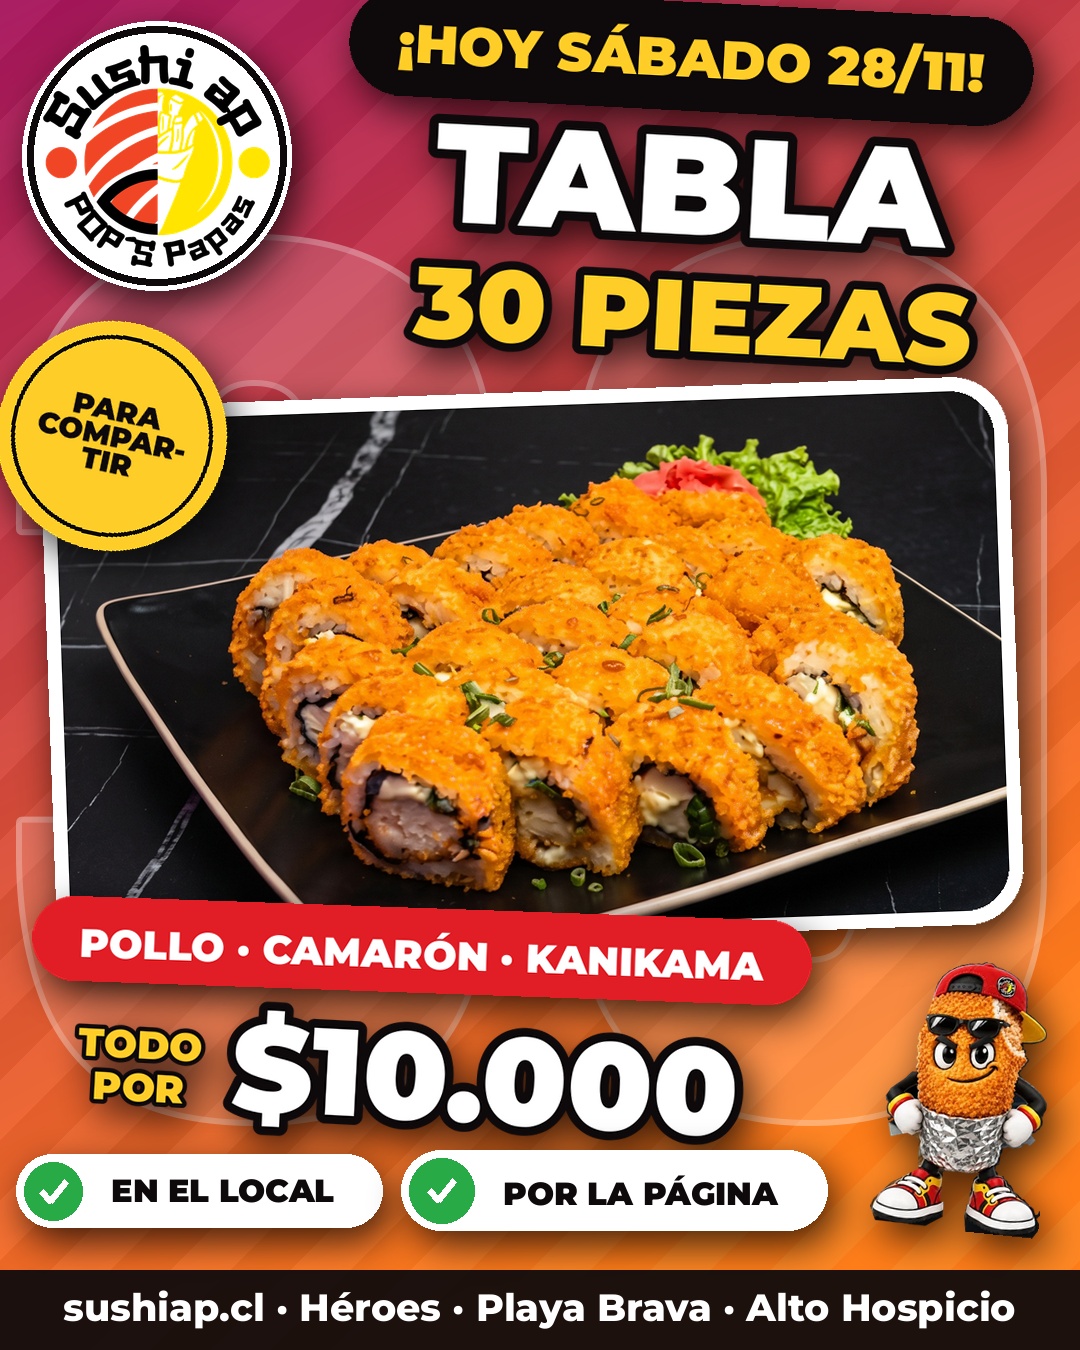 Sushi ap
POP'S Papas
¡HOY SÁBADO 28/11!
TABLA
30 PIEZAS
PARA
COMPAR-
TIR
POLLO • CAMARÓN • KANIKAMA
TODO
POR
$10.000
EN EL LOCAL
POR LA PÁGINA
sushiap.cl • Héroes • Playa Brava • Alto Hospicio